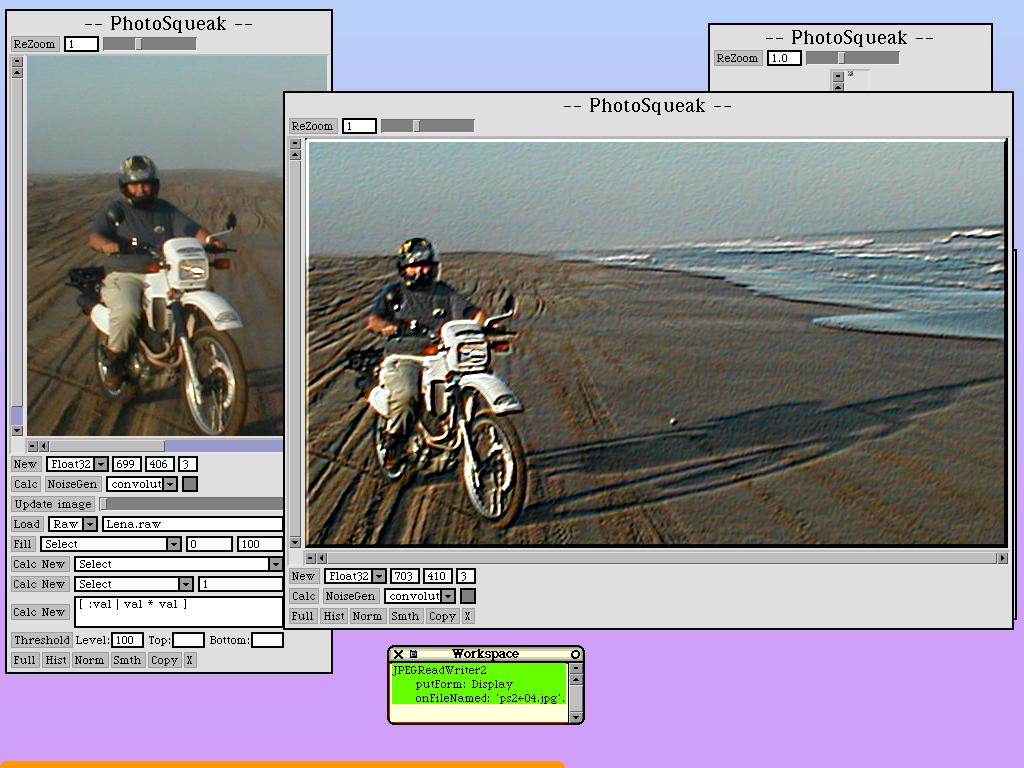 -- PhotoSqueak --
ReZoom 1
New Float32 699 406 3
Calc NoiseGen convolut
Update image
Load Raw Lena.raw
Fill Select 0 100
Calc New Select
Calc New Select 1
Calc New [ :val | val * val ]
Threshold Level: 100 Top: Bottom:
Full Hist Norm Smth Copy X
-- PhotoSqueak --
ReZoom 1.0
-- PhotoSqueak --
ReZoom 1
New Float32 703 410 3
Calc NoiseGen convolut
Full Hist Norm Smth Copy X
Workspace
JPEGReadWriter2
putForm: Display
onFileNamed: 'ps2←04.jpg'.